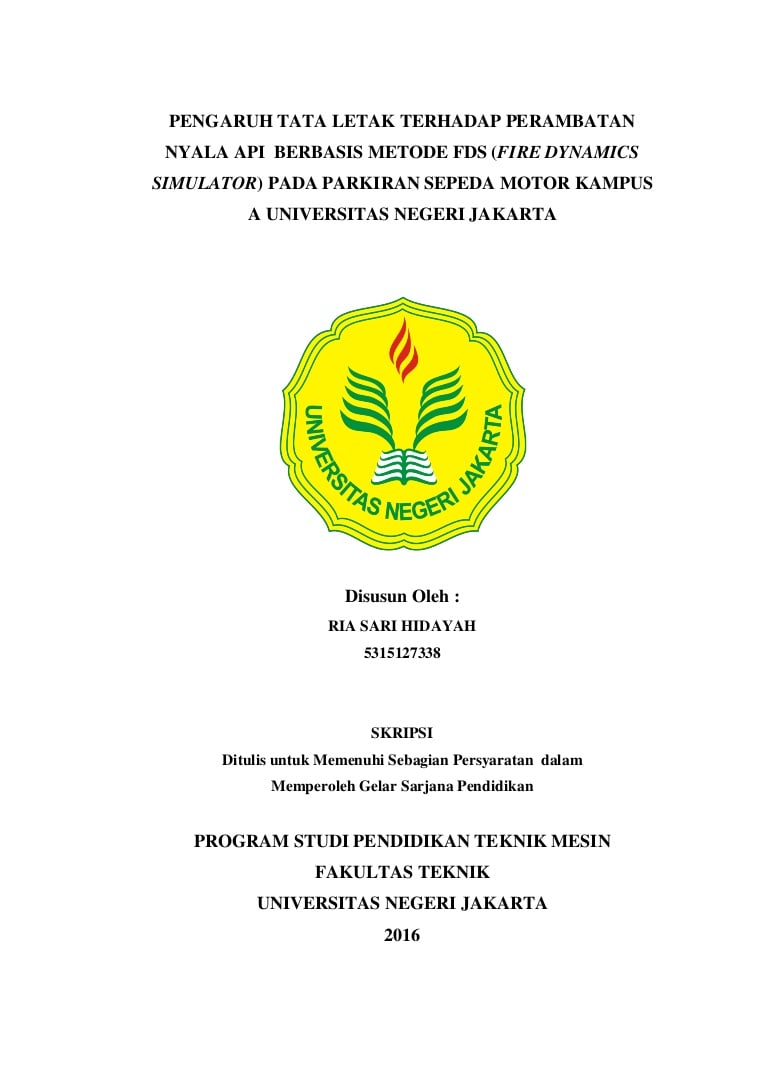 PENGARUH TATA LETAK TERHADAP PERAMBATAN
NYALA API BERBASIS METODE FDS (FIRE DYNAMICS
SIMULATOR) PADA PARKIRAN SEPEDA MOTOR KAMPUS
A UNIVERSITAS NEGERI JAKARTA
UNIVERSITAS NEGERI JAKARTA
Disusun Oleh :
RIA SARI HIDAYAH
5315127338
SKRIPSI
Ditulis untuk Memenuhi Sebagian Persyaratan dalam
Memperoleh Gelar Sarjana Pendidikan
PROGRAM STUDI PENDIDIKAN TEKNIK MESIN
FAKULTAS TEKNIK
UNIVERSITAS NEGERI JAKARTA
2016